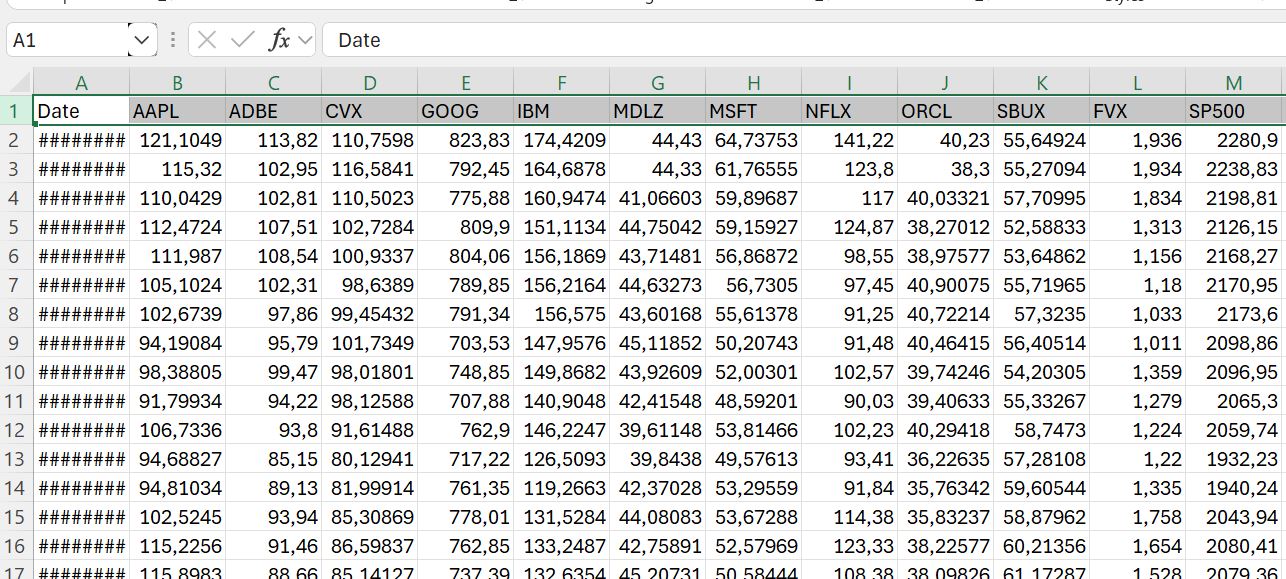 A1 fx Date
A B C D E F G H I J K L M
1 Date AAPL ADBE CVX GOOG IBM MDLZ MSFT NFLX ORCL SBUX FVX SP500
2 ######## 121,1049 113,82 110,7598 823,83 174,4209 44,43 64,73753 141,22 40,23 55,64924 1,936 2280,9
3 ######## 115,32 102,95 116,5841 792,45 164,6878 44,33 61,76555 123,8 38,3 55,27094 1,934 2238,83
4 ######## 110,0429 102,81 110,5023 775,88 160,9474 41,06603 59,89687 117 40,03321 57,70995 1,834 2198,81
5 ######## 112,4724 107,51 102,7284 809,9 151,1134 44,75042 59,15927 124,87 38,27012 52,58833 1,313 2126,15
6 ######## 111,987 108,54 100,9337 804,06 156,1869 43,71481 56,86872 98,55 38,97577 53,64862 1,156 2168,27
7 ######## 105,1024 102,31 98,6389 789,85 156,2164 44,63273 56,7305 97,45 40,90075 55,71965 1,18 2170,95
8 ######## 102,6739 97,86 99,45432 791,34 156,575 43,60168 55,61378 91,25 40,72214 57,3235 1,033 2173,6
9 ######## 94,19084 95,79 101,7349 703,53 147,9576 45,11852 50,20743 91,48 40,46415 56,40514 1,011 2098,86
10 ######## 98,38805 99,47 98,01801 748,85 149,8682 43,92609 52,00301 102,57 39,74246 54,20305 1,359 2096,95
11 ######## 91,79934 94,22 98,12588 707,88 140,9048 42,41548 48,59201 90,03 39,40633 55,33267 1,279 2065,3
12 ######## 106,7336 93,8 91,61488 762,9 146,2247 39,61148 53,81466 102,23 40,29418 58,7473 1,224 2059,74
13 ######## 94,68827 85,15 80,12941 717,22 126,5093 39,8438 49,57613 93,41 36,22635 57,28108 1,22 1932,23
14 ######## 94,81034 89,13 81,99914 761,35 119,2663 42,37028 53,29559 91,84 35,76342 59,60544 1,335 1940,24
15 ######## 102,5245 93,94 85,30869 778,01 131,5284 44,08083 53,67288 114,38 35,83237 58,87962 1,758 2043,94
16 ######## 115,2256 91,46 86,59837 762,85 133,2487 42,75891 52,57969 123,33 38,22577 60,21356 1,654 2080,41
17 ######## 115,8983 88,66 85,14127 737,39 132,6354 45,20731 50,58444 108,38 38,09826 61,17287 1,528 2079,36